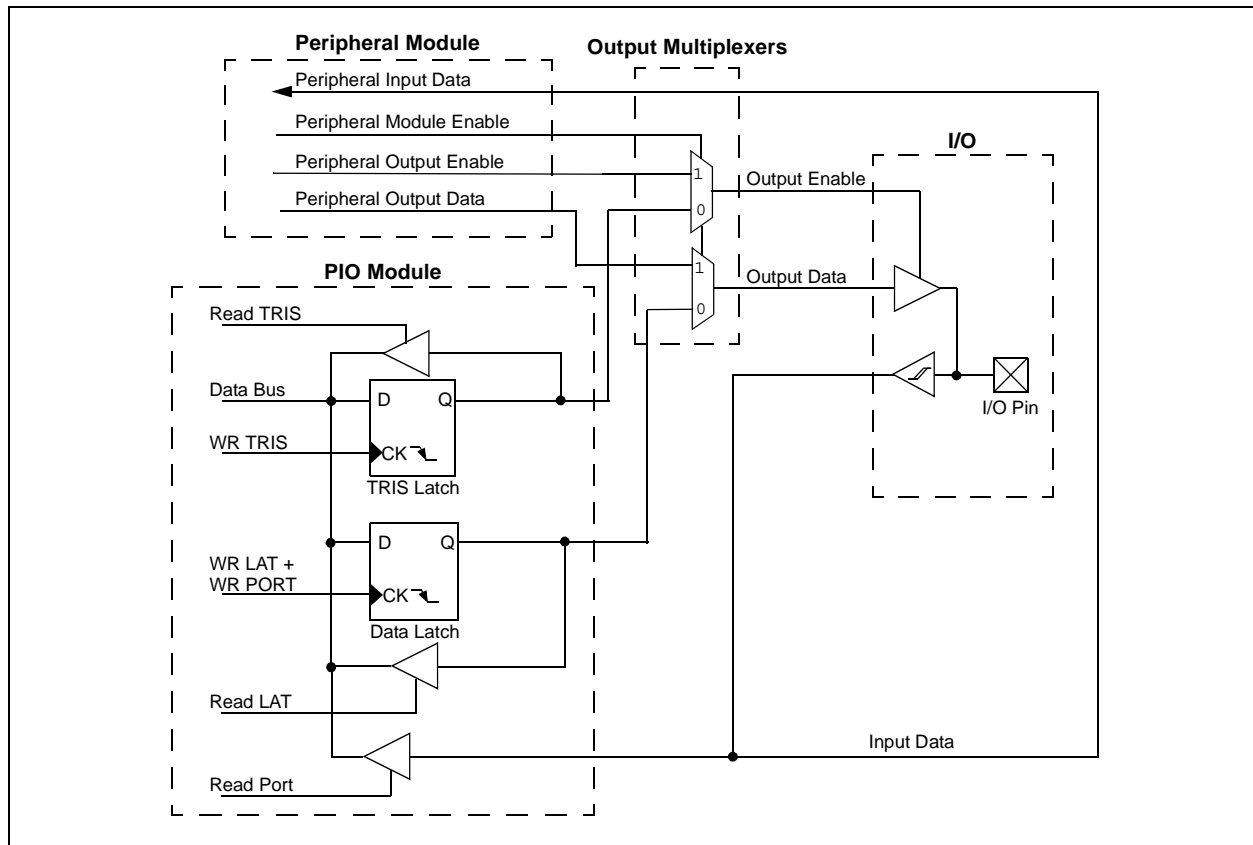 Peripheral Module
Peripheral Input Data
Peripheral Module Enable
Peripheral Output Enable
Peripheral Output Data
Output Multiplexers
1
0
1
0
Output Enable
Output Data
I/O
I/O Pin
PIO Module
Read TRIS
Data Bus
D
Q
WR TRIS
CK
TRIS Latch
D
Q
WR LAT +
WR PORT
CK
Data Latch
Read LAT
Input Data
Read Port